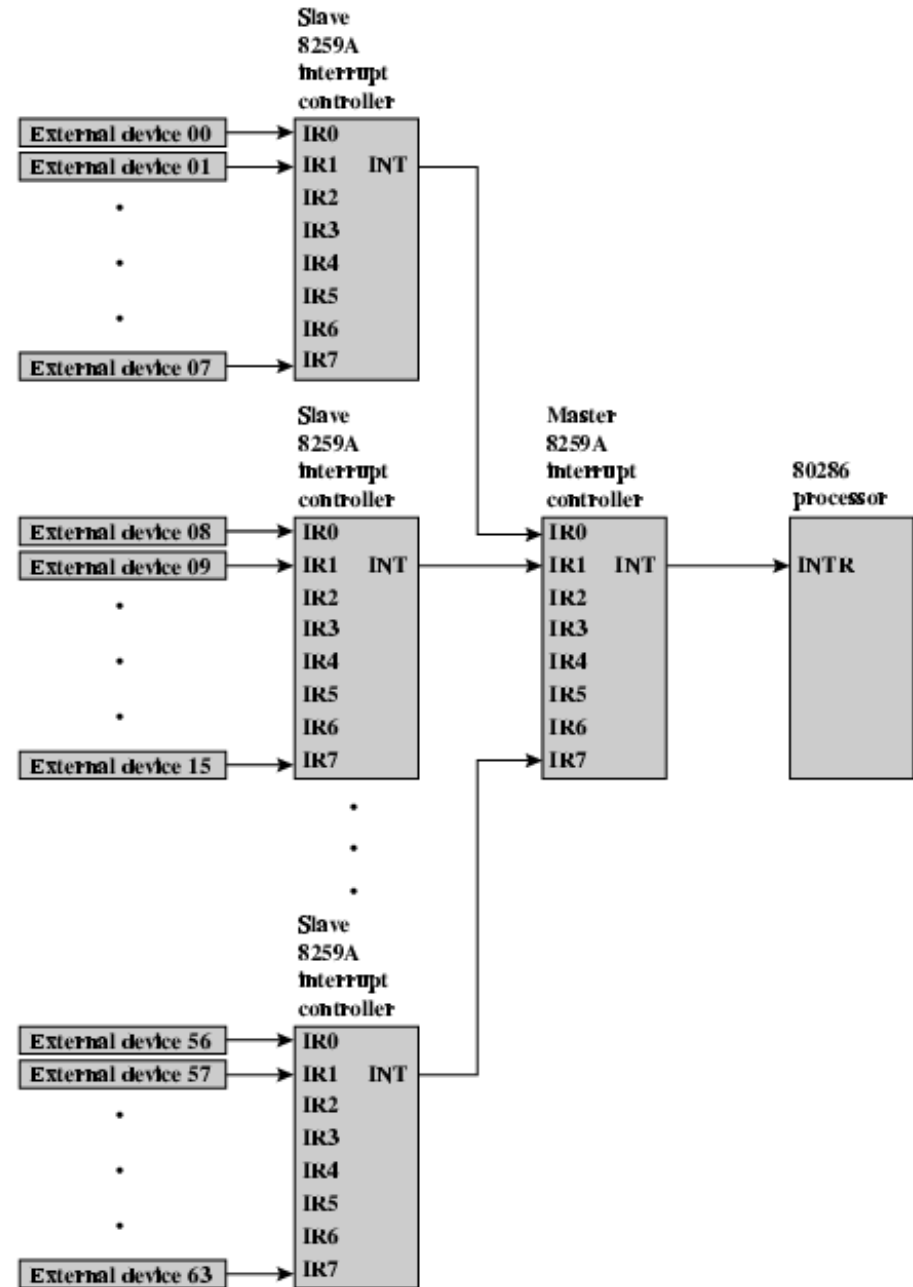 Slave
8259A
interrupt
controller
External device 00
IR0
External device 01
IR1 INT
IR2
IR3
IR4
IR5
IR6
External device 07
IR7
Slave
8259A
interrupt
controller
Master
8259A
interrupt
controller
80286
processor
External device 08
IR0
IR0
External device 09
IR1 INT
IR1 INT
INTR
IR2
IR2
IR3
IR3
IR4
IR4
IR5
IR5
IR6
IR6
External device 15
IR7
IR7
Slave
8259A
interrupt
controller
External device 56
IR0
External device 57
IR1 INT
IR2
IR3
IR4
IR5
IR6
External device 63
IR7